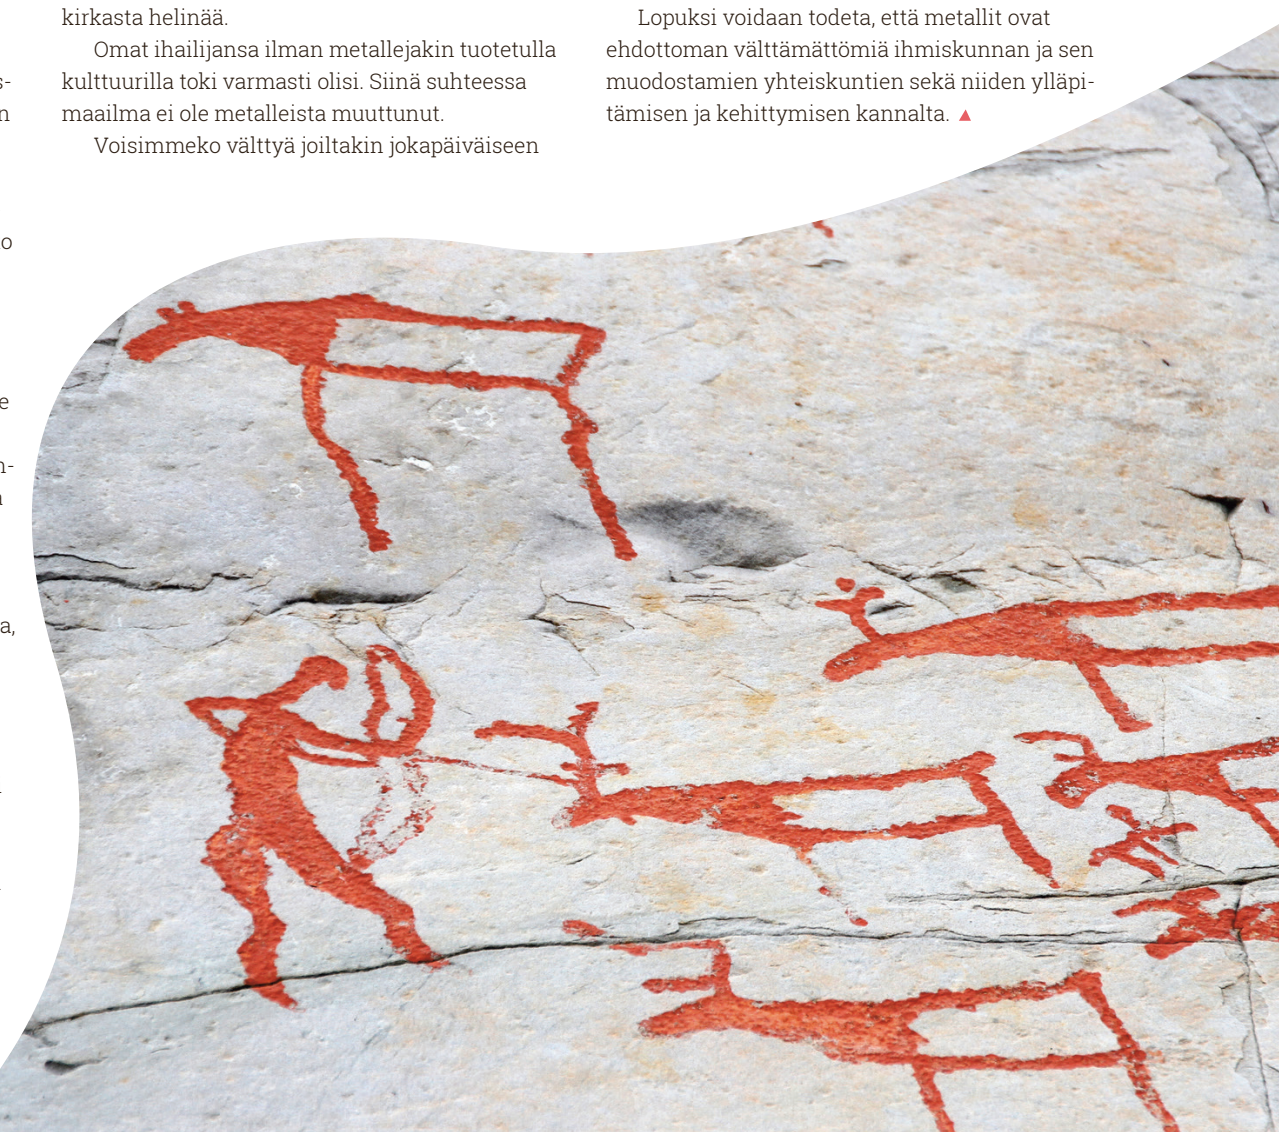 kirkasta helinää.
Omat ihailijansa ilman metallejakin tuotetulla
kulttuurilla toki varmasti olisi. Siinä suhteessa
maailma ei ole metalleista muuttunut.
Voisimmeko välttyä joiltakin jokapäiväiseen
Lopuksi voidaan todeta, että metallit ovat
ehdottoman välttämättömiä ihmiskunnan ja sen
muodostamien yhteiskuntien sekä niiden ylläpi-
tämisen ja kehittymisen kannalta.